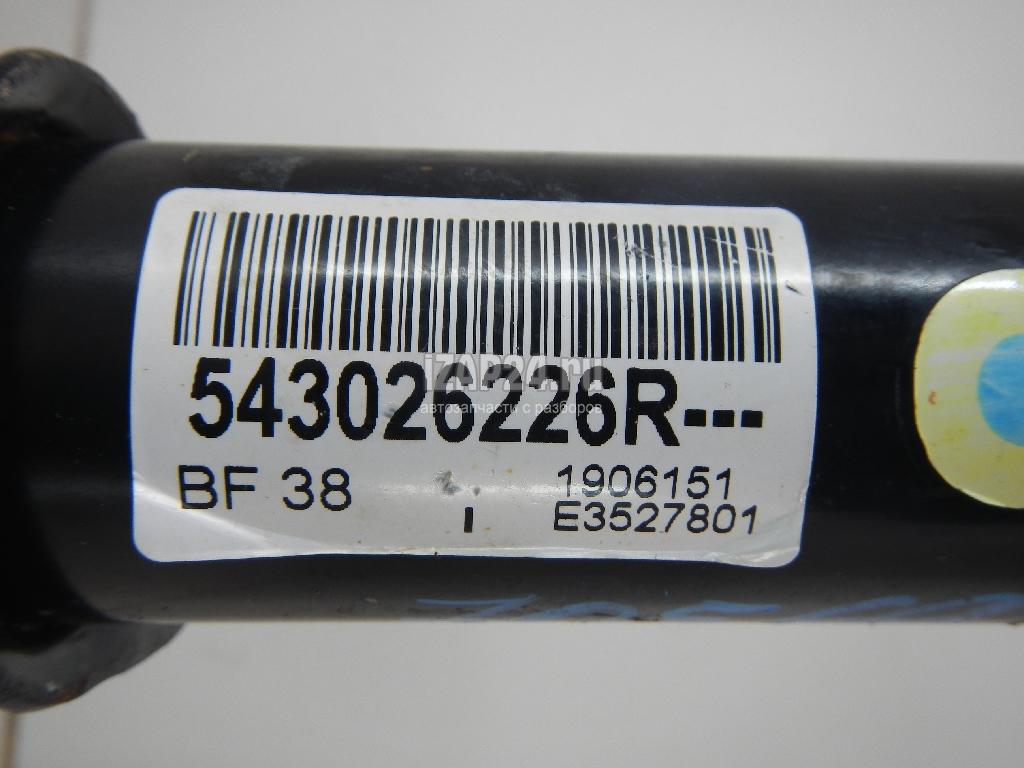 iZAP24.ru
543026226R---
автозапчасти с разборов
BF 38
1906151
I
E3527801